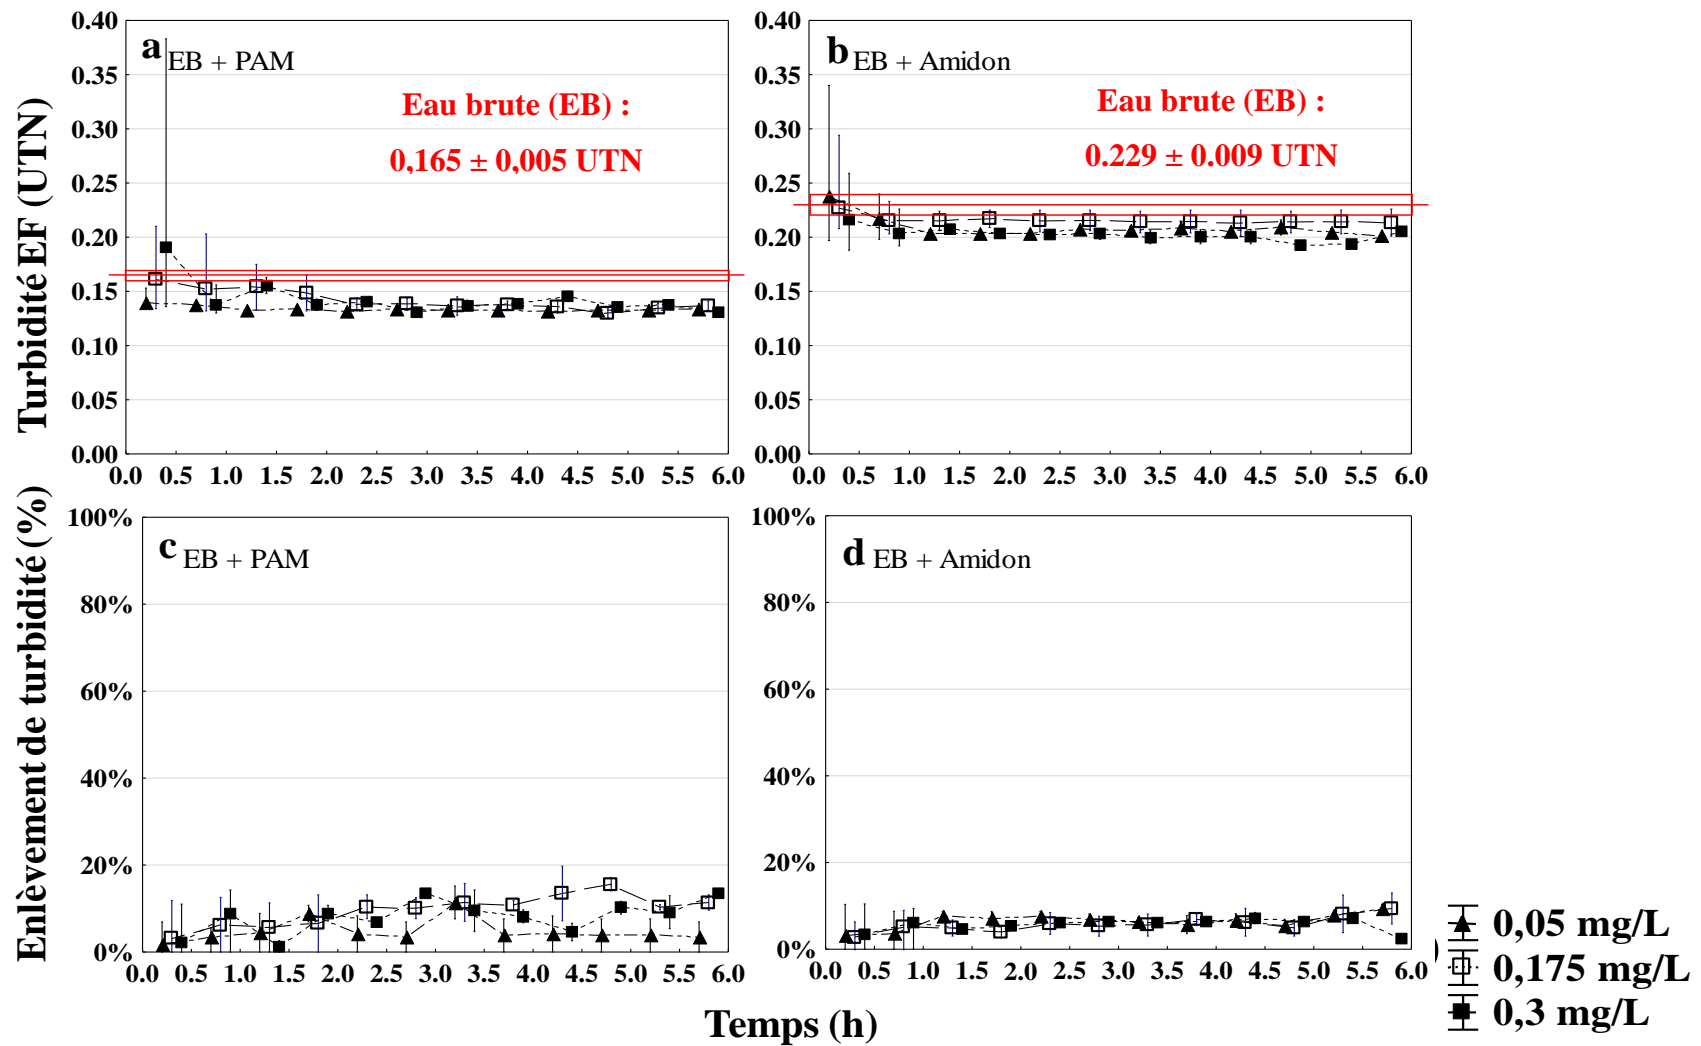 Turbidité EF (UTN)
0.40
0.35
0.30
0.25
0.20
0.15
0.10
0.05
0.00
a EB + PAM
Eau brute (EB) :
0,165 ± 0,005 UTN
0.0 0.5 1.0 1.5 2.0 2.5 3.0 3.5 4.0 4.5 5.0 5.5 6.0
0.40
0.35
0.30
0.25
0.20
0.15
0.10
0.05
0.00
b EB + Amidon
Eau brute (EB) :
0.229 ± 0.009 UTN
0.0 0.5 1.0 1.5 2.0 2.5 3.0 3.5 4.0 4.5 5.0 5.5 6.0
Enlèvement de turbidité (%)
100%
80%
60%
40%
20%
0%
c EB + PAM
0.0 0.5 1.0 1.5 2.0 2.5 3.0 3.5 4.0 4.5 5.0 5.5 6.0
100%
80%
60%
40%
20%
0%
d EB + Amidon
0.0 0.5 1.0 1.5 2.0 2.5 3.0 3.5 4.0 4.5 5.0 5.5 6.0
Temps (h)
0,05 mg/L
0,175 mg/L
0,3 mg/L